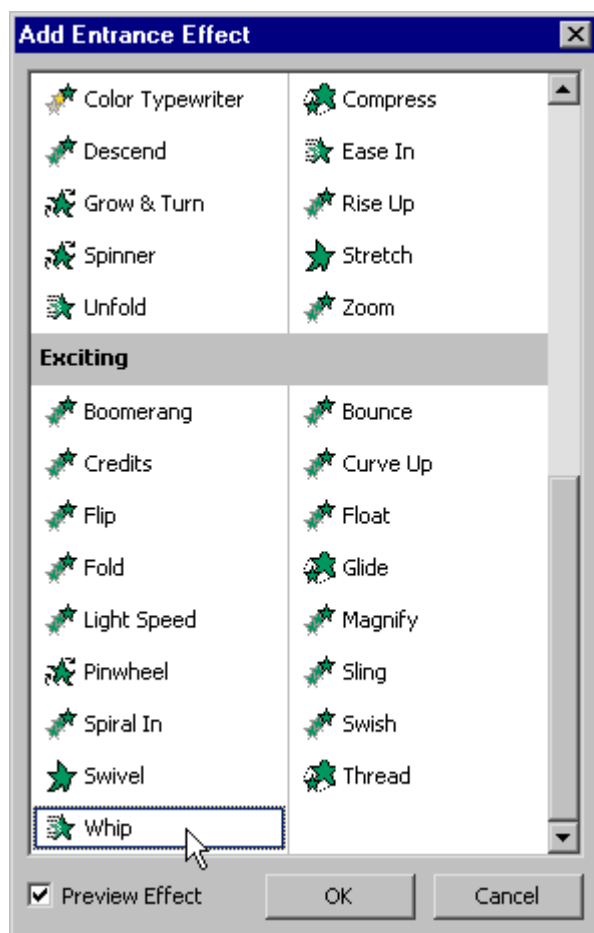 Add Entrance Effect
Color Typewriter Compress
Descend Ease In
Grow & Turn Rise Up
Spinner Stretch
Unfold Zoom
Exciting
Boomerang Bounce
Credits Curve Up
Flip Float
Fold Glide
Light Speed Magnify
Pinwheel Sling
Spiral In Swish
Swivel Thread
Whip
Preview Effect OK Cancel